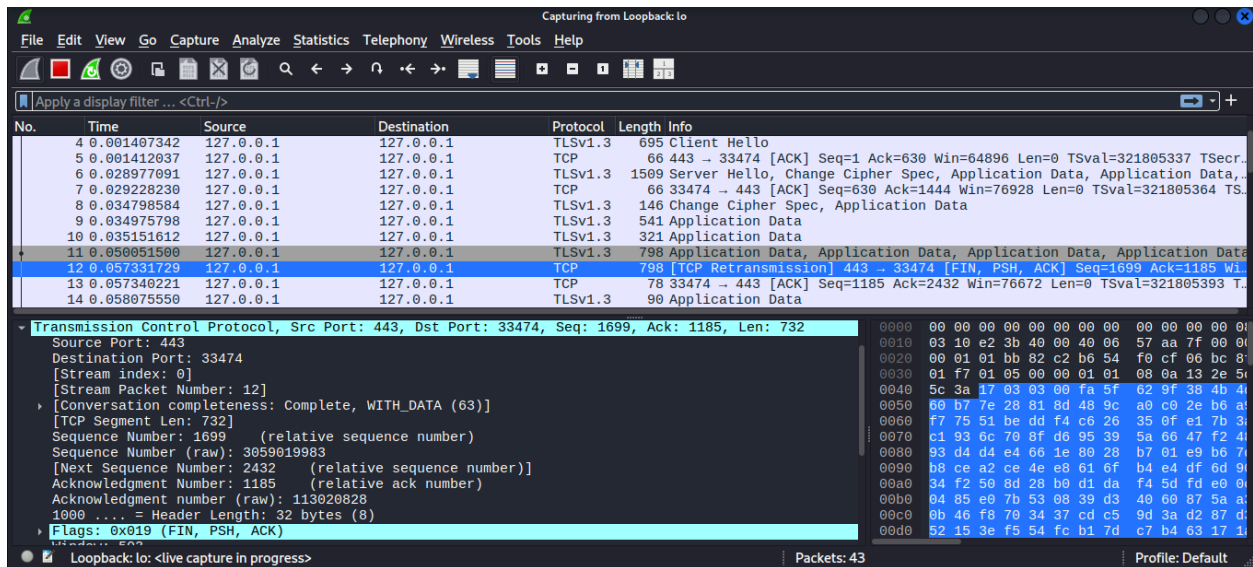 Capturing from Loopback: lo
File Edit View Go Capture Analyze Statistics Telephony Wireless Tools Help
Apply a display filter ... <Ctrl-/>
No. Time Source Destination Protocol Length Info
4 0.001407342 127.0.0.1 127.0.0.1 TLSv1.3 695 Client Hello
5 0.001412037 127.0.0.1 127.0.0.1 TCP 66 443 → 33474 [ACK] Seq=1 Ack=630 Win=64896 Len=0 TSval=321805337 TSecr…
6 0.028977091 127.0.0.1 127.0.0.1 TLSv1.3 1509 Server Hello, Change Cipher Spec, Application Data, Application Data,…
7 0.029228230 127.0.0.1 127.0.0.1 TCP 66 33474 → 443 [ACK] Seq=630 Ack=1444 Win=76928 Len=0 TSval=321805364 TS…
8 0.034798584 127.0.0.1 127.0.0.1 TLSv1.3 146 Change Cipher Spec, Application Data
9 0.034975798 127.0.0.1 127.0.0.1 TLSv1.3 541 Application Data
10 0.035151612 127.0.0.1 127.0.0.1 TLSv1.3 321 Application Data
11 0.050051500 127.0.0.1 127.0.0.1 TLSv1.3 798 Application Data, Application Data, Application Data, Application Data
12 0.057331729 127.0.0.1 127.0.0.1 TCP 798 [TCP Retransmission] 443 → 33474 [FIN, PSH, ACK] Seq=1699 Ack=1185 Wi…
13 0.057340221 127.0.0.1 127.0.0.1 TCP 78 33474 → 443 [ACK] Seq=1185 Ack=2432 Win=76672 Len=0 TSval=321805393 T…
14 0.058075550 127.0.0.1 127.0.0.1 TLSv1.3 90 Application Data
Transmission Control Protocol, Src Port: 443, Dst Port: 33474, Seq: 1699, Ack: 1185, Len: 732
Source Port: 443
Destination Port: 33474
[Stream index: 0]
[Stream Packet Number: 12]
[Conversation completeness: Complete, WITH_DATA (63)]
[TCP Segment Len: 732]
Sequence Number: 1699 (relative sequence number)
Sequence Number (raw): 3059019983
[Next Sequence Number: 2432 (relative sequence number)]
Acknowledgment Number: 1185 (relative ack number)
Acknowledgment number (raw): 113020828
1000 .... = Header Length: 32 bytes (8)
Flags: 0x019 (FIN, PSH, ACK)
0000 00 00 00 00 00 00 00 00 00 00 00 00 08
0010 03 10 e2 3b 40 00 40 06 57 aa 7f 00 00
0020 00 01 01 bb 82 c2 b6 54 f0 cf 06 bc 8f
0030 01 f7 01 05 00 00 01 01 08 0a 13 2e 5c
0040 5c 3a 17 03 03 00 fa 5f 62 9f 38 4b
0050 60 b7 7e 28 81 8d 48 9c a0 c0 2e b6
0060 f7 75 51 be dd f4 c6 26 35 0f e1 7b
0070 c1 93 6c 70 8f d6 95 39 5a 66 47 f2
0080 93 d4 d4 e4 66 1e 80 28 b7 01 e9 b6
0090 b8 ce a2 ce 4e e8 61 6f b4 e4 df 6d
00a0 34 f2 50 8d 28 b0 d1 da f4 5d fd e0
00b0 04 85 e0 7b 53 08 39 d3 40 60 87 5a
00c0 0b 46 f8 70 34 37 cd c5 9d 3a d2 87
00d0 52 15 3e f5 54 fc b1 7d c7 b4 63 17
Loopback: lo: <live capture in progress> Packets: 43 Profile: Default